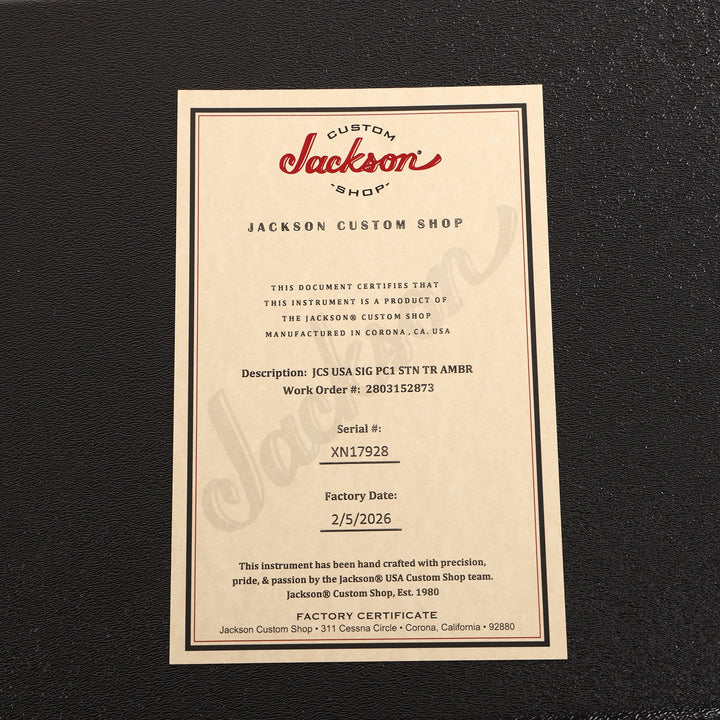 CUSTOM
Jackson®
-SHOP-
JACKSON CUSTOM SHOP
Jackson
THIS DOCUMENT CERTIFIES THAT
THIS INSTRUMENT IS A PRODUCT OF
THE JACKSON® CUSTOM SHOP
MANUFACTURED IN CORONA, CA. USA
Description: JCS USA SIG PC1 STN TR AMBR
Work Order #: 2803152873
Serial #:
XN17928
Factory Date:
2/5/2026
This instrument has been hand crafted with precision,
pride, & passion by the Jackson® USA Custom Shop team.
Jackson® Custom Shop, Est. 1980
FACTORY CERTIFICATE
Jackson Custom Shop • 311 Cessna Circle • Corona, California • 92880